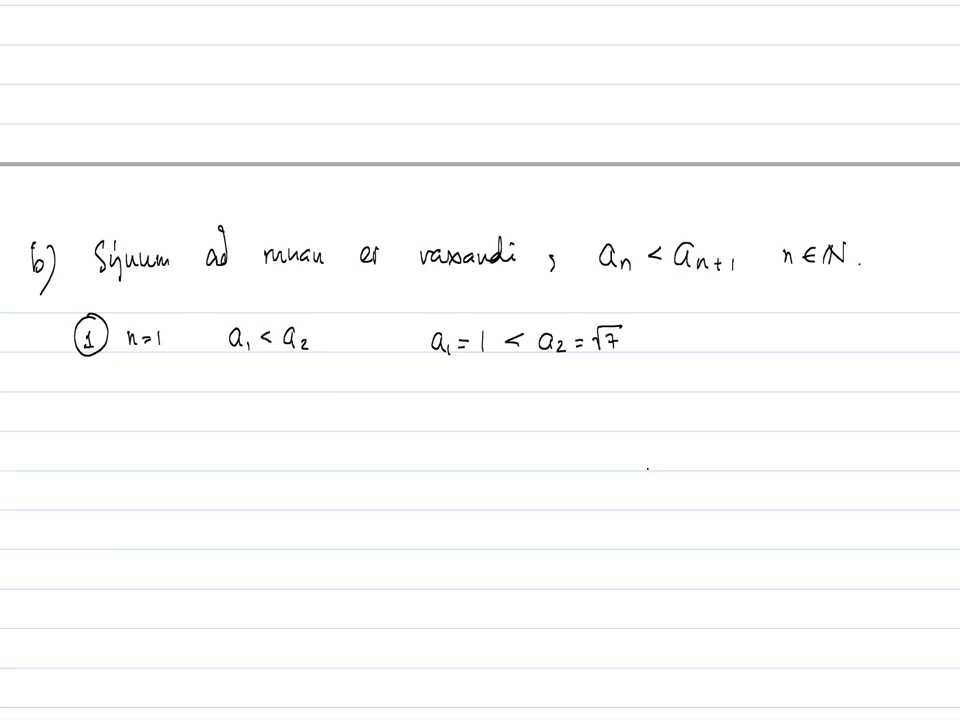 b) Sýnum að runan er vaxandi, aₙ < aₙ₊₁ n ∈ ℕ.
① n=1 a₁ < a₂ a₁ = 1 < a₂ = √7